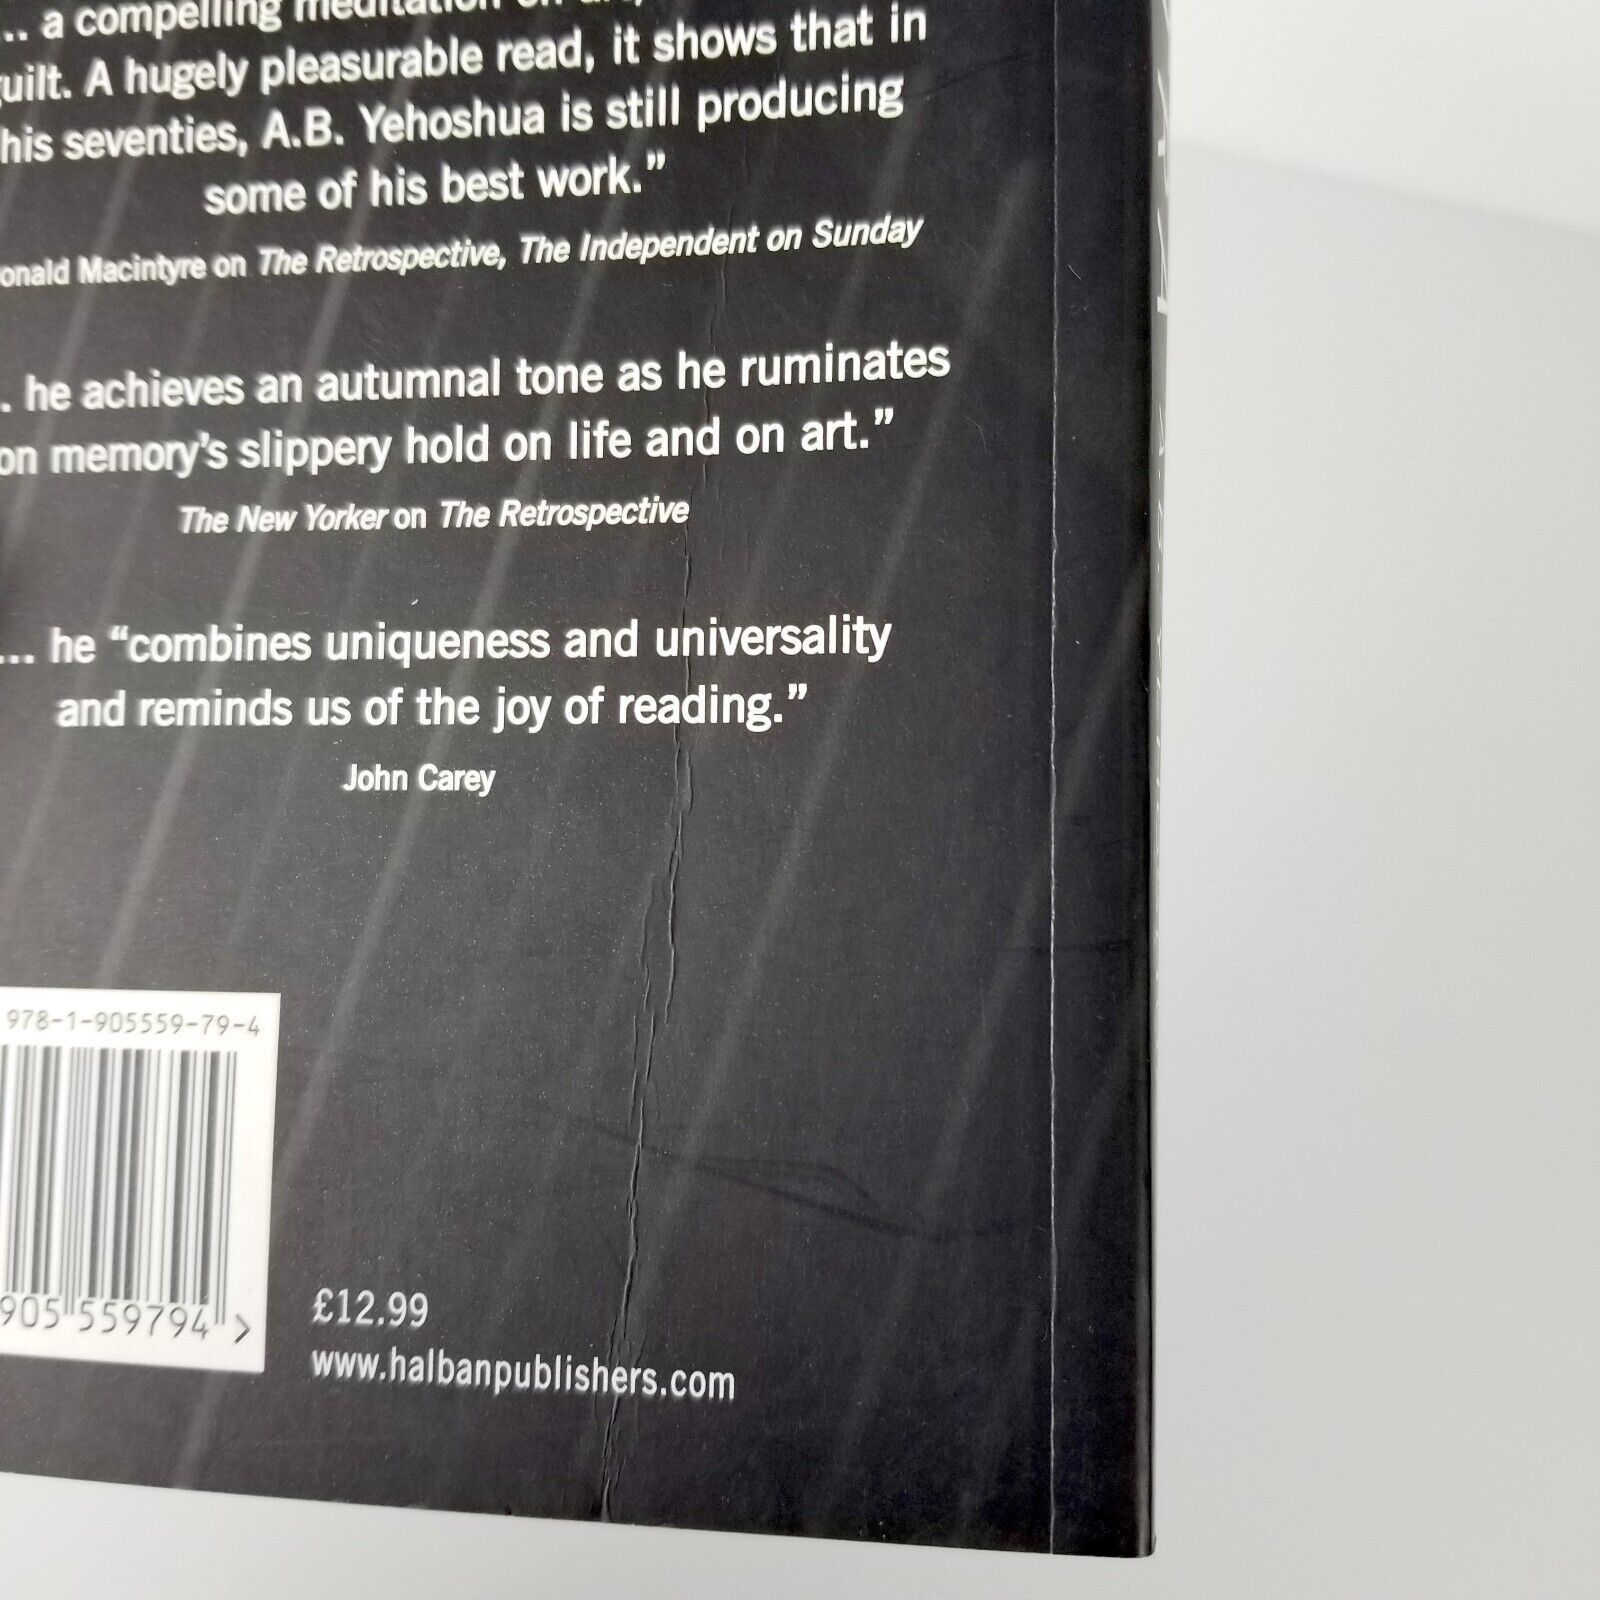 ... a compelling meditation on
guilt. A hugely pleasurable read, it shows that in
his seventies, A.B. Yehoshua is still producing
some of his best work.”
onald Macintyre on The Retrospective, The Independent on Sunday
. he achieves an autumnal tone as he ruminates
on memory’s slippery hold on life and on art.”
The New Yorker on The Retrospective
... he “combines uniqueness and universality
and reminds us of the joy of reading.”
John Carey
978-1-905559-79-4
905 559794 >
£12.99
www.halbanpublishers.com